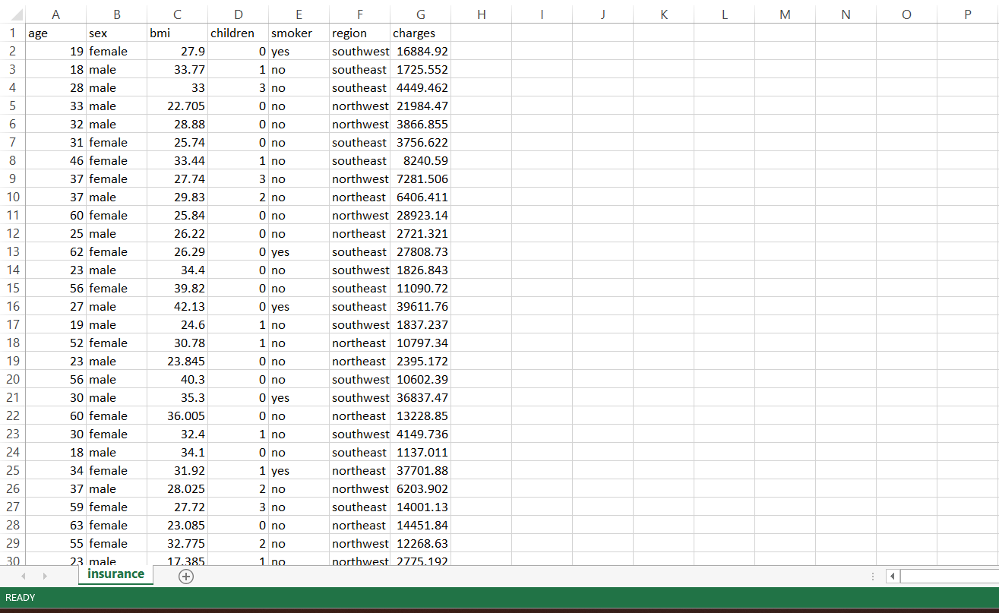 A B C D E F G H I J K L M N O P
1 age sex bmi children smoker region charges
2 19 female 27.9 0 yes southwest 16884.92
3 18 male 33.77 1 no southeast 1725.552
4 28 male 33 3 no southeast 4449.462
5 33 male 22.705 0 no northwest 21984.47
6 32 male 28.88 0 no northwest 3866.855
7 31 female 25.74 0 no southeast 3756.622
8 46 female 33.44 1 no southeast 8240.59
9 37 female 27.74 3 no northwest 7281.506
10 37 male 29.83 2 no northeast 6406.411
11 60 female 25.84 0 no northwest 28923.14
12 25 male 26.22 0 no northeast 2721.321
13 62 female 26.29 0 yes southeast 27808.73
14 23 male 34.4 0 no southwest 1826.843
15 56 female 39.82 0 no southeast 11090.72
16 27 male 42.13 0 yes southeast 39611.76
17 19 male 24.6 1 no southwest 1837.237
18 52 female 30.78 1 no northeast 10797.34
19 23 male 23.845 0 no northeast 2395.172
20 56 male 40.3 0 no southwest 10602.39
21 30 male 35.3 0 yes southwest 36837.47
22 60 female 36.005 0 no northeast 13228.85
23 30 female 32.4 1 no southwest 4149.736
24 18 male 34.1 0 no southeast 1137.011
25 34 female 31.92 1 yes northeast 37701.88
26 37 male 28.025 2 no northwest 6203.902
27 59 female 27.72 3 no southeast 14001.13
28 63 female 23.085 0 no northeast 14451.84
29 55 female 32.775 2 no northwest 12268.63
30 23 male 17.385 1 no northwest 2775.192
insurance
READY